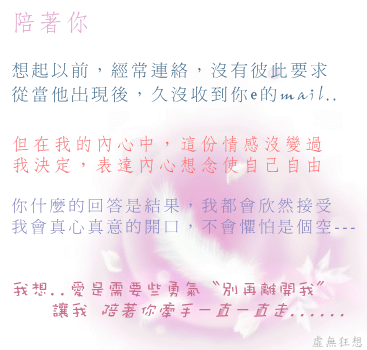 陪著你
想起以前，經常連絡，沒有彼此要求
從當他出現後，久沒收到你e的mail..
但在我的內心中，這份情感沒變過
我決定，表達內心想念使自己自由
你什麼的回答是結果，我都會欣然接受
我會真心真意的開口，不會懼怕是個空---
我想..愛是需要些勇氣〝別再離開我〞
讓我 陪著你牽手一直一直走......
虛無狂想